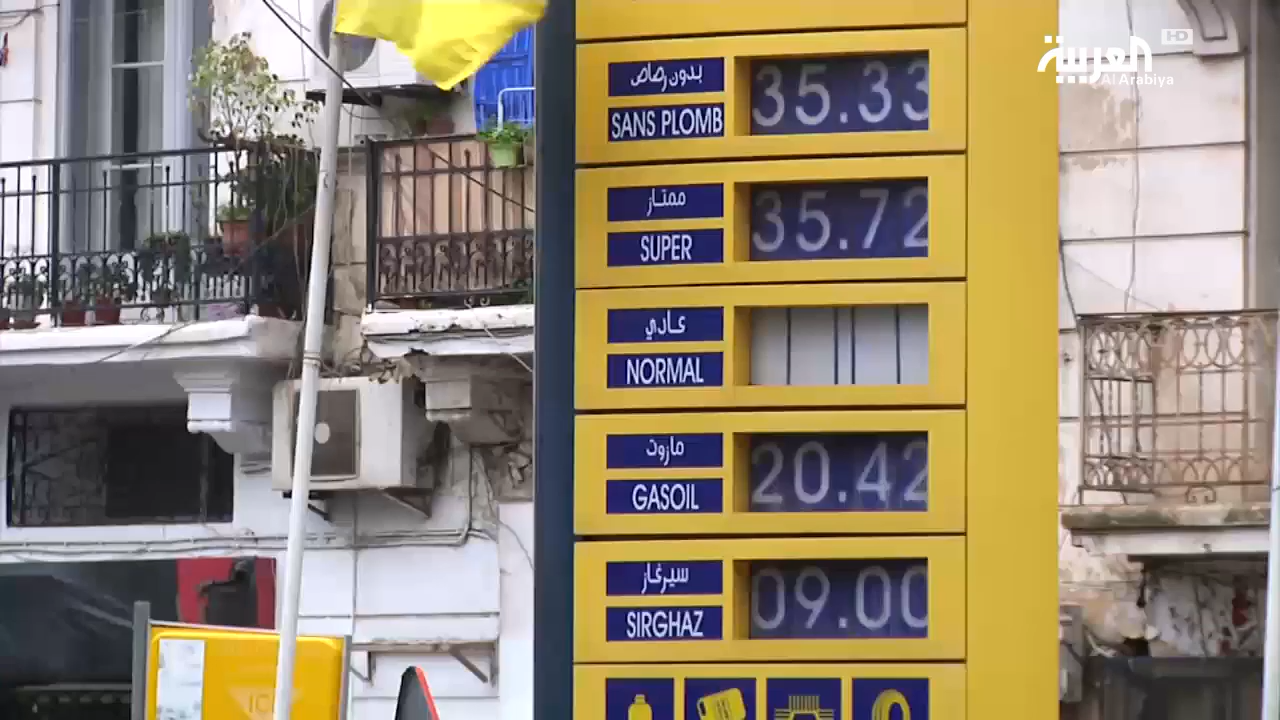 العربية HD
Al Arabiya
بدون رصاص
SANS PLOMB
35.33
ممتاز
SUPER
35.72
عادي
NORMAL
مازوت
GASOIL
20.42
سيرغاز
SIRGHAZ
09.00